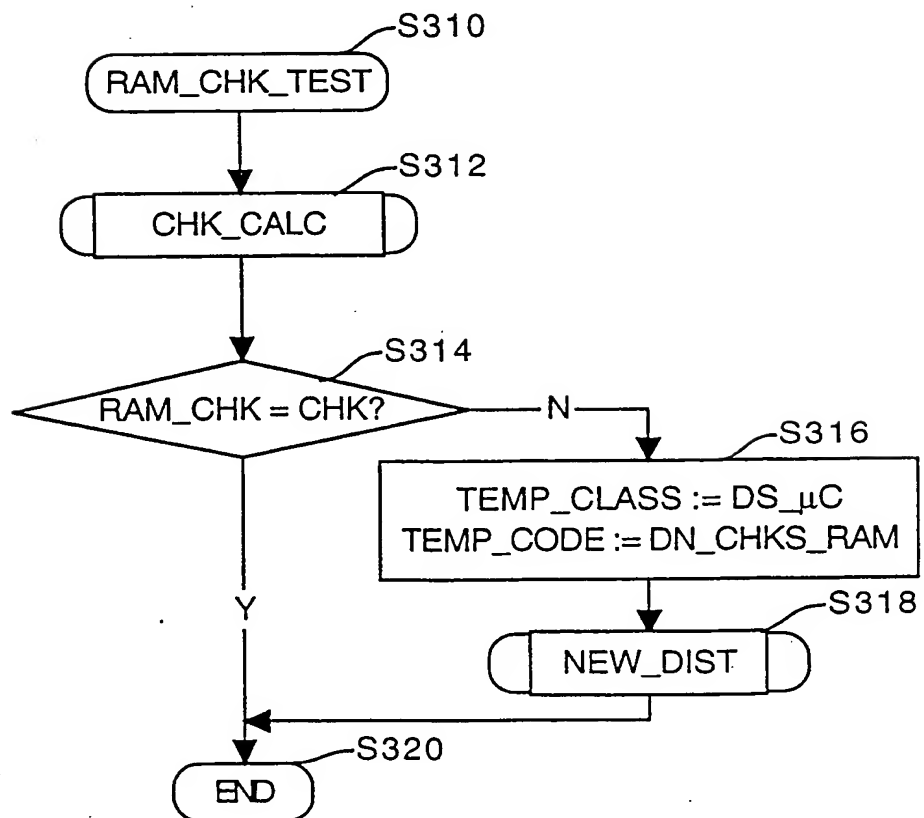 S310
RAM_CHK_TEST
S312
CHK_CALC
S314
RAM_CHK = CHK?
N
S316
TEMP_CLASS := DS_μC
TEMP_CODE := DN_CHKS_RAM
Y
S318
NEW_DIST
S320
END